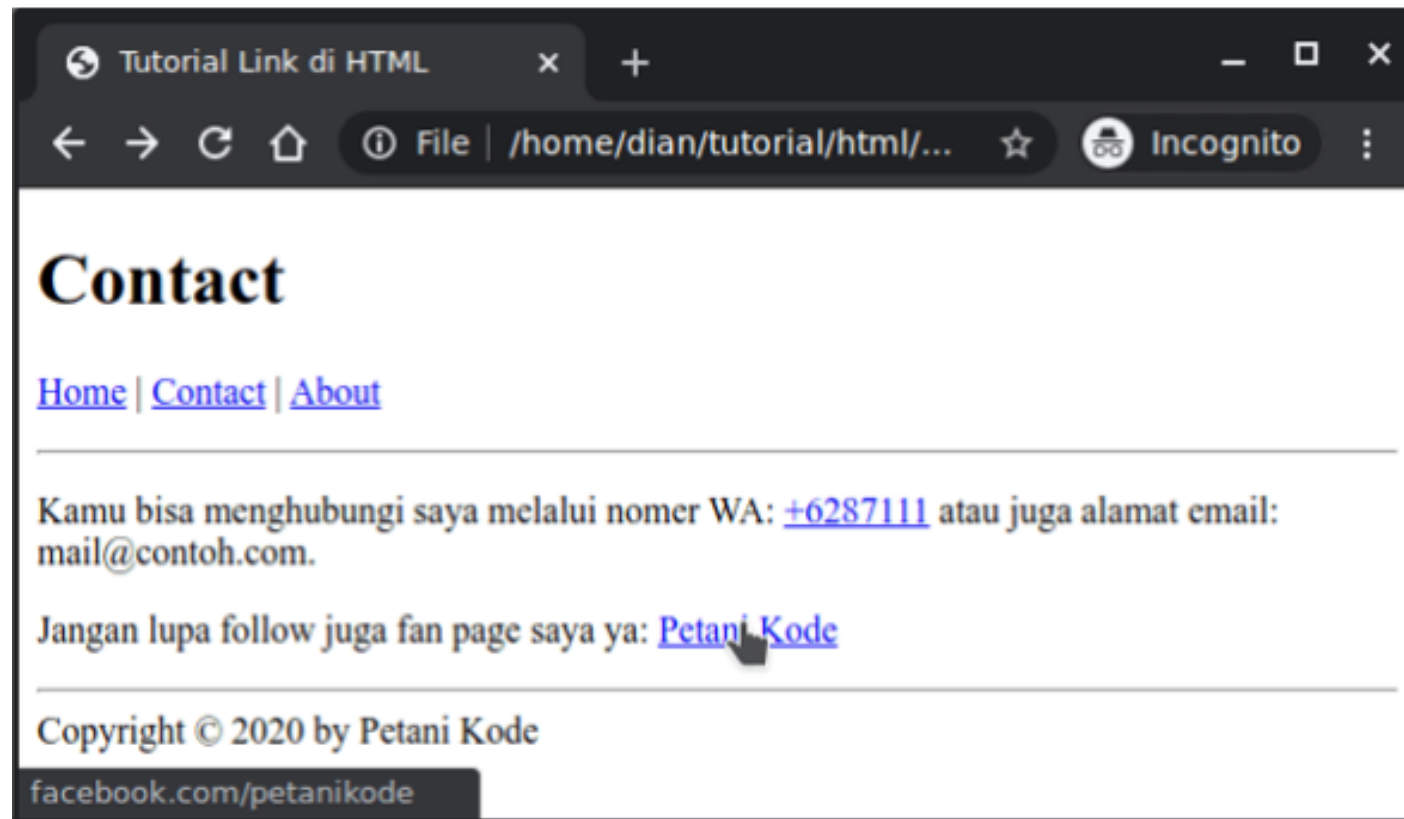 Tutorial Link di HTML
File | /home/dian/tutorial/html/... Incognito
Contact
Home | Contact | About
Kamu bisa menghubungi saya melalui nomer WA: +6287111 atau juga alamat email:
mail@contoh.com.
Jangan lupa follow juga fan page saya ya: Petani Kode
Copyright © 2020 by Petani Kode
facebook.com/petanikode